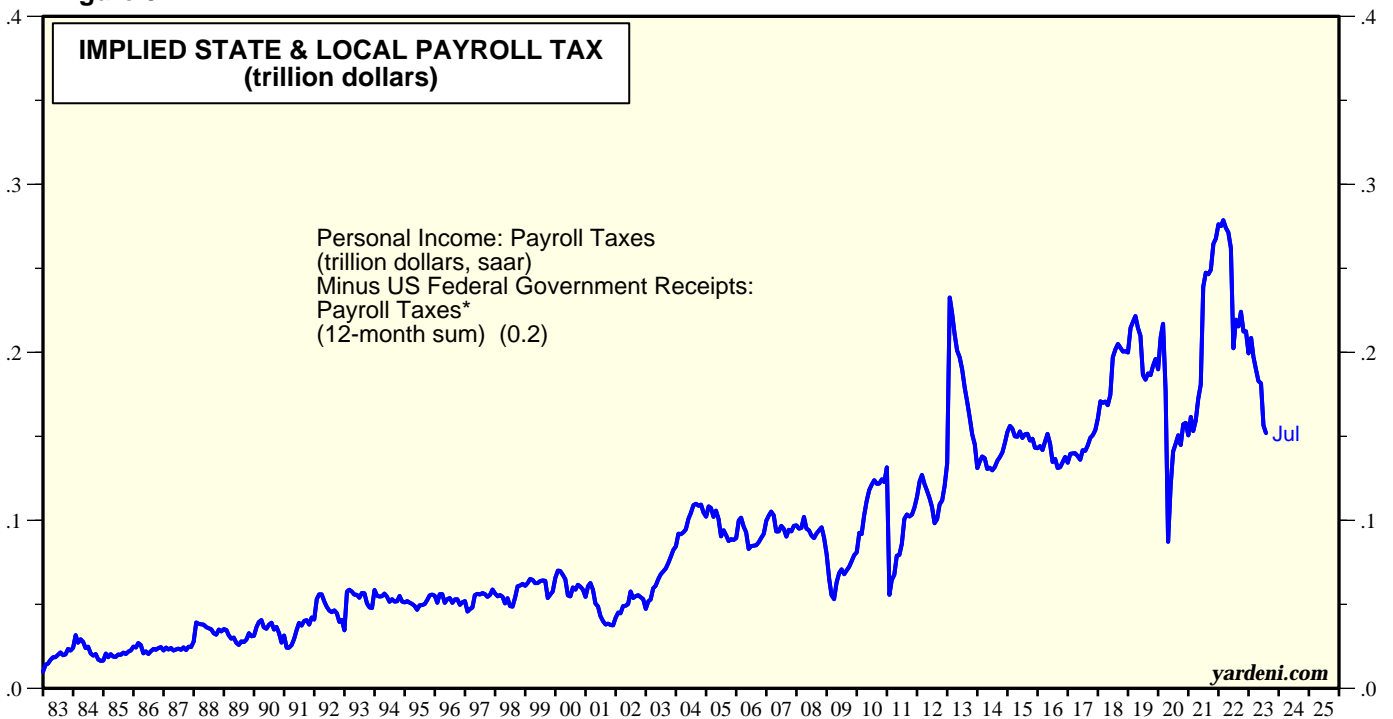 IMPLIED STATE & LOCAL PAYROLL TAX
(trillion dollars)
.4 .4
.3 .3
.2 .2
.1 .1
.0 .0
Personal Income: Payroll Taxes
(trillion dollars, saar)
Minus US Federal Government Receipts:
Payroll Taxes*
(12-month sum) (0.2)
Jul
yardeni.com
83 84 85 86 87 88 89 90 91 92 93 94 95 96 97 98 99 00 01 02 03 04 05 06 07 08 09 10 11 12 13 14 15 16 17 18 19 20 21 22 23 24 25